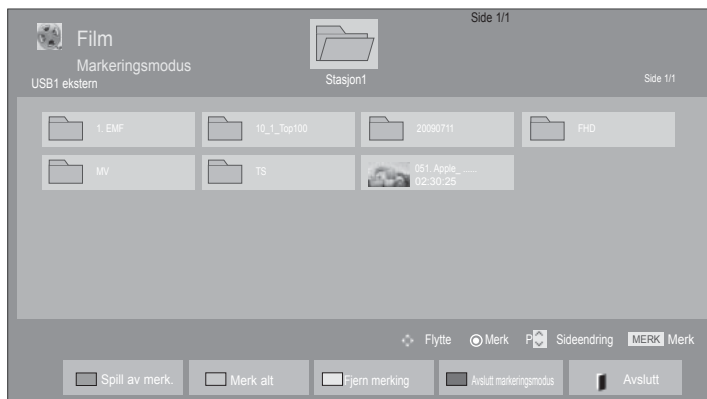 Side 1/1
Film
Markeringsmodus
USB1 ekstern
Stasjon1
Side 1/1
1. EMF
10_1_Top100
20090711
FHD
MV
TS
051. Apple_ ......
02:30:25
Flytte
Merk
P
Sideendring
MERK Merk
Spill av merk.
Merk alt
Fjern merking
Avslutt markeringsmodus
Avslutt